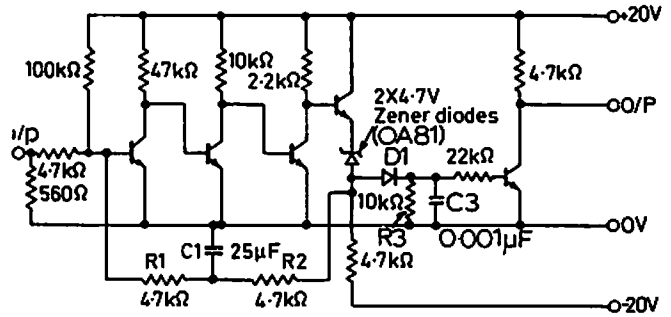 +20V
100kΩ
47kΩ
10kΩ
2.2kΩ
4.7kΩ
2X4.7V
Zener diodes
(OA81)
O/P
ı/p
D1
22kΩ
4.7kΩ
560Ω
10kΩ
C3
R3
0V
0.001µF
C1
25µF
R1
R2
4.7kΩ
4.7kΩ
4.7kΩ
-20V